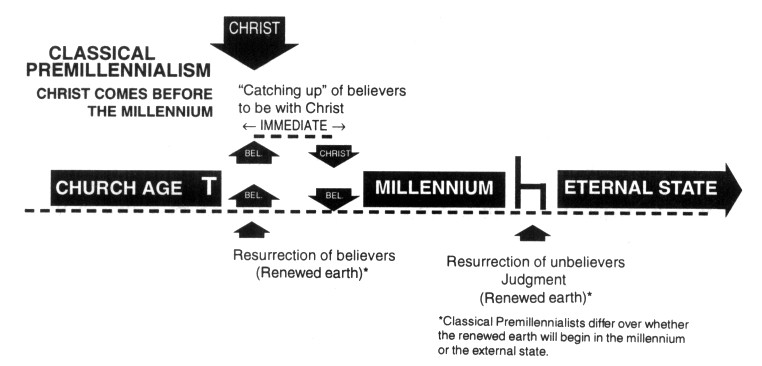 CHRIST
CLASSICAL
PREMILLENNIALISM
CHRIST COMES BEFORE
THE MILLENNIUM
“Catching up” of believers
to be with Christ
← IMMEDIATE →
BEL.
CHRIST
CHURCH AGE T
BEL.
BEL.
MILLENNIUM
ETERNAL STATE
Resurrection of believers
(Renewed earth)*
Resurrection of unbelievers
Judgment
(Renewed earth)*
*Classical Premillennialists differ over whether
the renewed earth will begin in the millennium
or the external state.